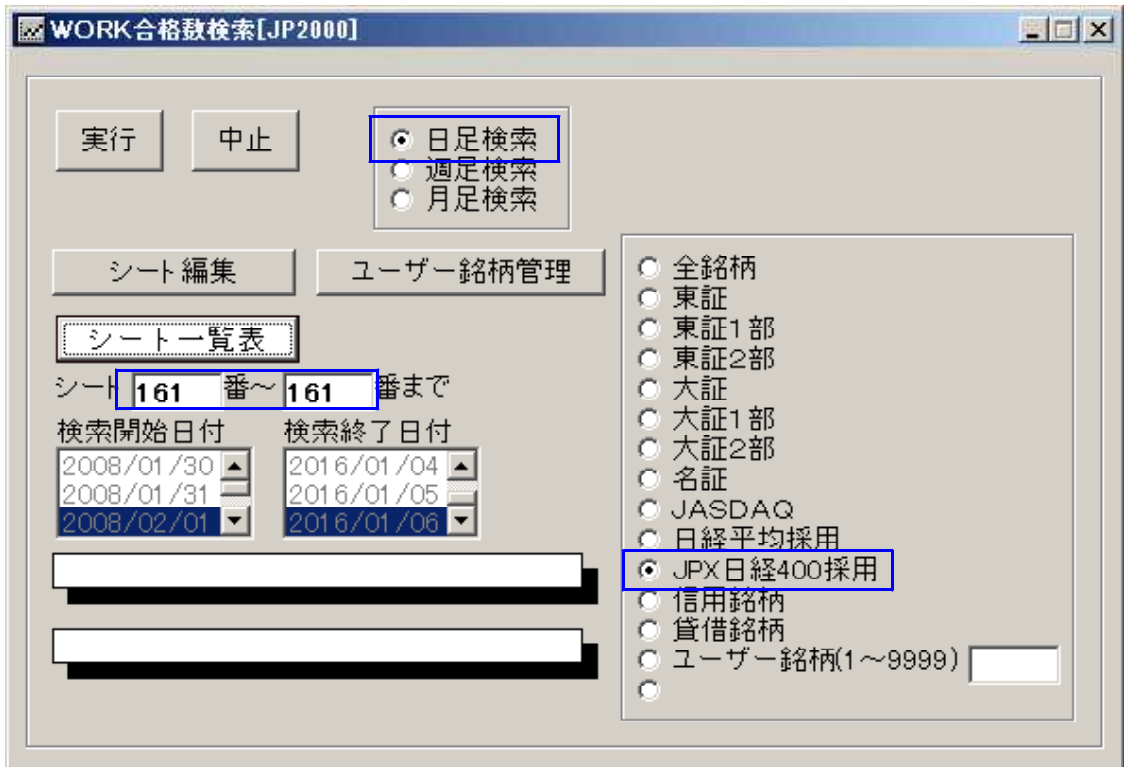 WORK合格数検索[JP2000]
実行
中止
日足検索
週足検索
月足検索
シート編集
ユーザー銘柄管理
シート一覧表
シート 161 番～ 161 番まで
検索開始日付
検索終了日付
2008/01/30
2008/01/31
2008/02/01
2016/01/04
2016/01/05
2016/01/06
全銘柄
東証
東証1部
東証2部
大証
大証1部
大証2部
名証
JASDAQ
日経平均採用
JPX日経400採用
信用銘柄
貸借銘柄
ユーザー銘柄(1～9999)